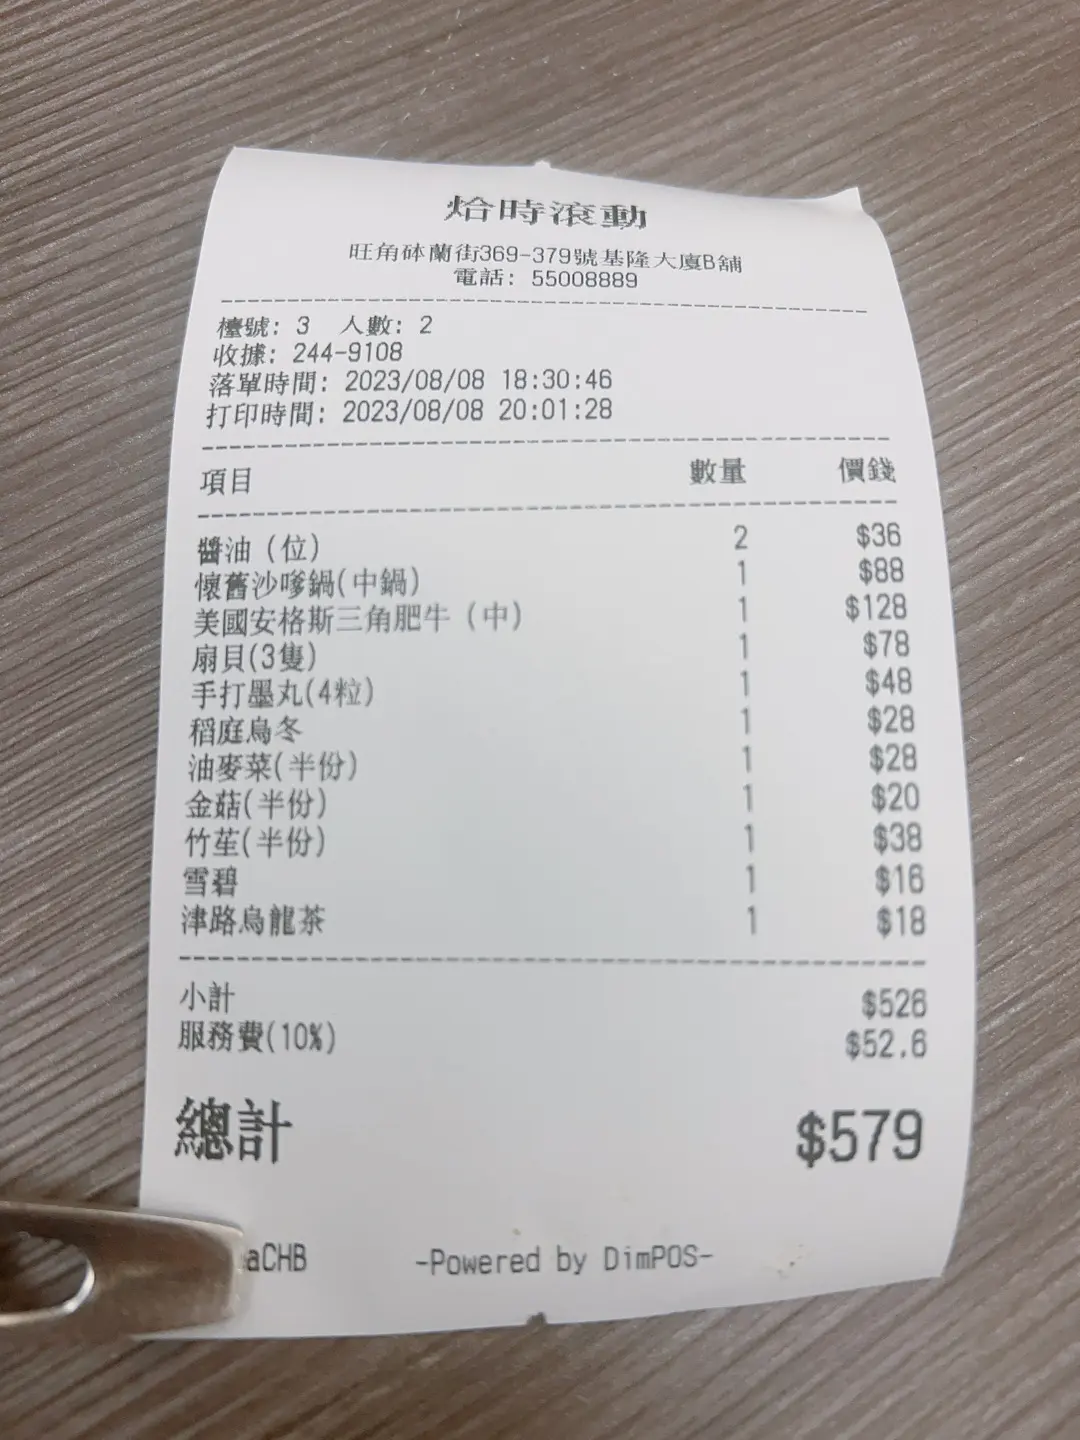 烚時滾動
旺角砵蘭街369-379號基隆大廈B舖
電話: 55008889
檯號: 3 人數: 2
收據: 244-9108
落單時間: 2023/08/08 18:30:46
打印時間: 2023/08/08 20:01:28
項目 數量 價錢
醬油 (位) 2 $36
懷舊沙嗲鍋(中鍋) 1 $88
美國安格斯三角肥牛 (中) 1 $128
扇貝(3隻) 1 $78
手打墨丸(4粒) 1 $48
稻庭烏冬 1 $28
油麥菜(半份) 1 $28
金菇(半份) 1 $20
竹笙(半份) 1 $38
雪碧 1 $16
津路烏龍茶 1 $18
小計 $526
服務費(10%) $52.6
總計 $579
aCHB -Powered by DimPOS-